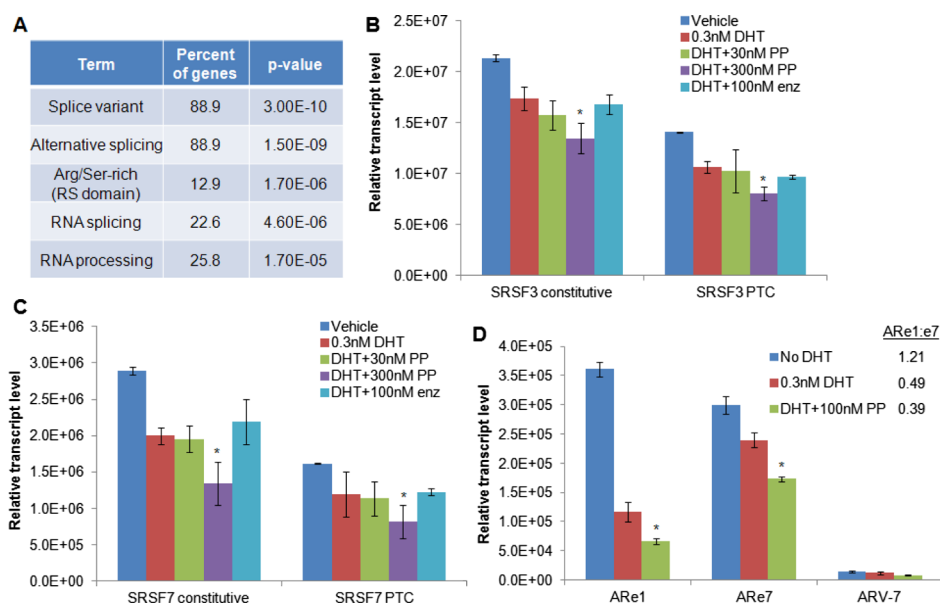 A
Term Percent of genes p-value
Splice variant 88.9 3.00E-10
Alternative splicing 88.9 1.50E-09
Arg/Ser-rich (RS domain) 12.9 1.70E-06
RNA splicing 22.6 4.60E-06
RNA processing 25.8 1.70E-05
B
Relative transcript level
2.5E+07
2.0E+07
1.5E+07
1.0E+07
5.0E+06
0.0E+00
Vehicle
0.3nM DHT
DHT+30nM PP
DHT+300nM PP
DHT+100nM enz
*
*
SRSF3 constitutive
SRSF3 PTC
C
Relative transcript level
3.5E+06
3.0E+06
2.5E+06
2.0E+06
1.5E+06
1.0E+06
5.0E+05
0.0E+00
Vehicle
0.3nM DHT
DHT+30nM PP
DHT+300nM PP
DHT+100nM enz
*
*
SRSF7 constitutive
SRSF7 PTC
D
Relative transcript level
4.0E+05
3.5E+05
3.0E+05
2.5E+05
2.0E+05
1.5E+05
1.0E+05
5.0E+04
0.0E+00
ARe1:e7
No DHT 1.21
0.3nM DHT 0.49
DHT+100nM PP 0.39
*
*
ARe1
ARe7
ARV-7